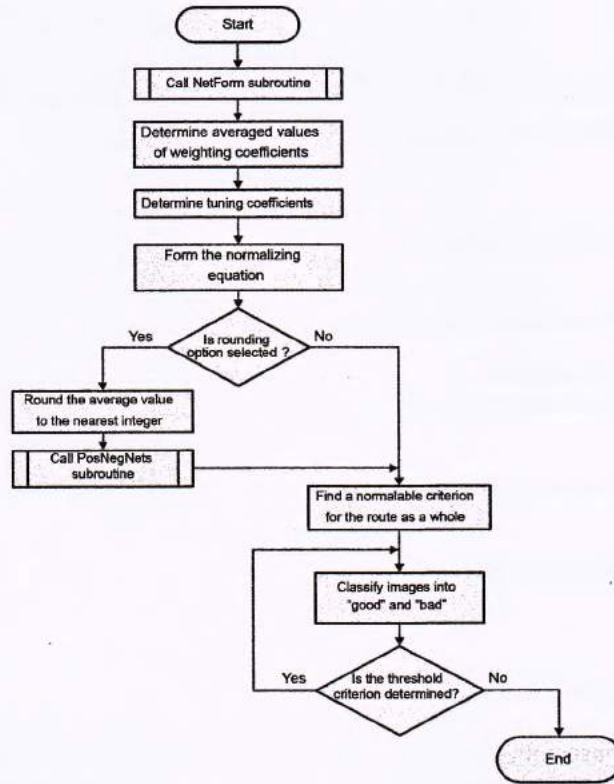 Start
Call NetForm subroutine
Determine averaged values
of weighting coefficients
Determine tuning coefficients
Form the normalizing
equation
Yes
Is rounding
option selected ?
No
Round the average value
to the nearest integer
Call PosNegNets
subroutine
Find a normalable criterion
for the route as a whole
Classify images into
"good" and "bad"
Yes
Is the threshold
criterion determined?
No
End